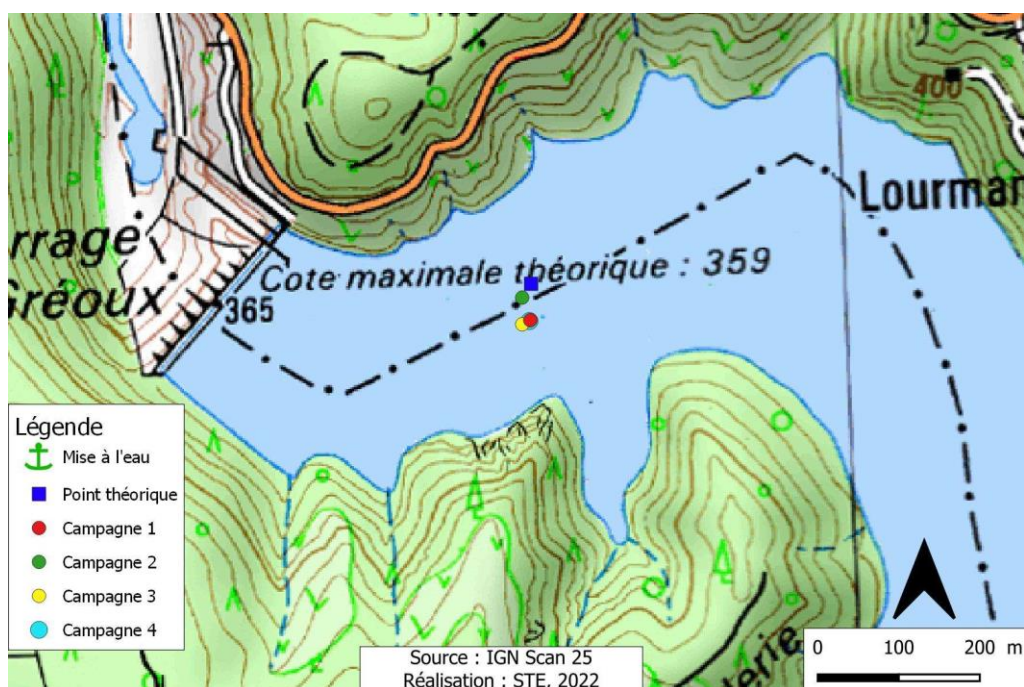 400
Lourmar
rrage
Gréoux
Cote maximale théorique : 359
365
Légende
Mise à l'eau
Point théorique
Campagne 1
Campagne 2
Campagne 3
Campagne 4
erie
Source : IGN Scan 25
Réalisation : STE, 2022
0 100 200 m